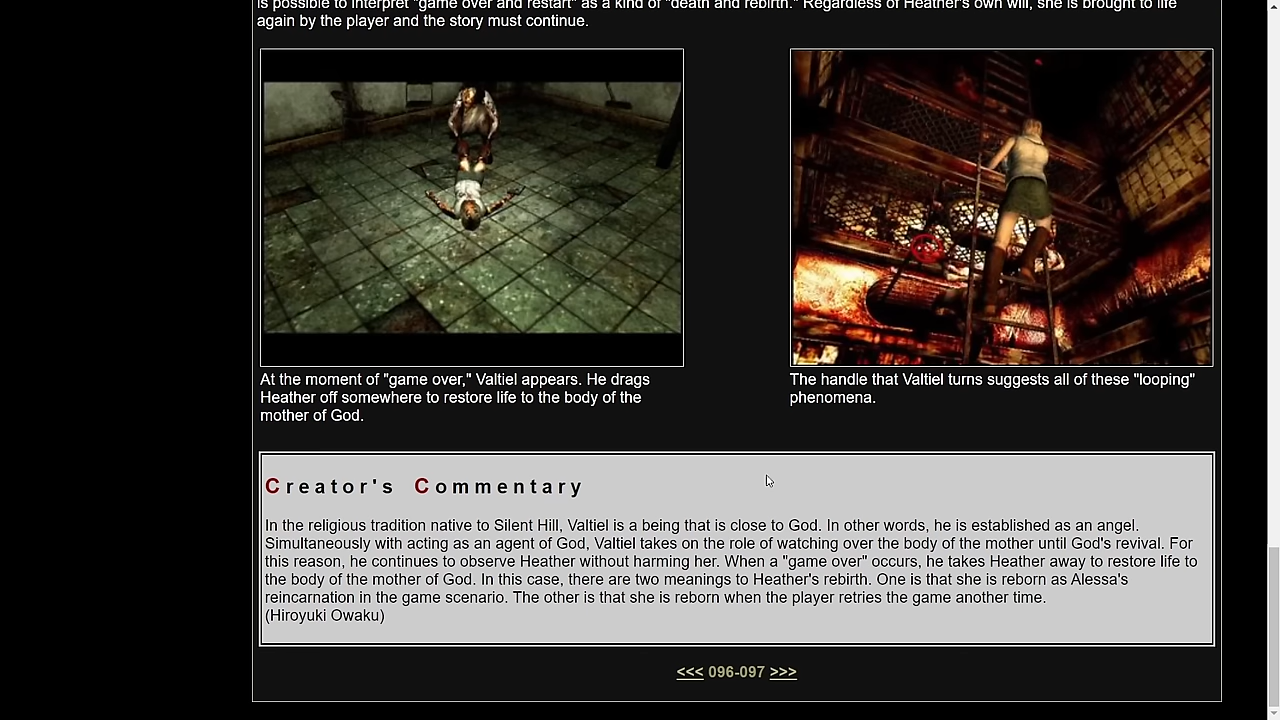 is possible to interpret "game over and restart" as a kind of "death and rebirth." Regardless of Heather's own will, she is brought to life
again by the player and the story must continue.
At the moment of "game over," Valtiel appears. He drags
Heather off somewhere to restore life to the body of the
mother of God.
The handle that Valtiel turns suggests all of these "looping"
phenomena.
Creator's Commentary
In the religious tradition native to Silent Hill, Valtiel is a being that is close to God. In other words, he is established as an angel.
Simultaneously with acting as an agent of God, Valtiel takes on the role of watching over the body of the mother until God's revival. For
this reason, he continues to observe Heather without harming her. When a "game over" occurs, he takes Heather away to restore life to
the body of the mother of God. In this case, there are two meanings to Heather's rebirth. One is that she is reborn as Alessa's
reincarnation in the game scenario. The other is that she is reborn when the player retries the game another time.
(Hiroyuki Owaku)
<<< 096-097 >>>